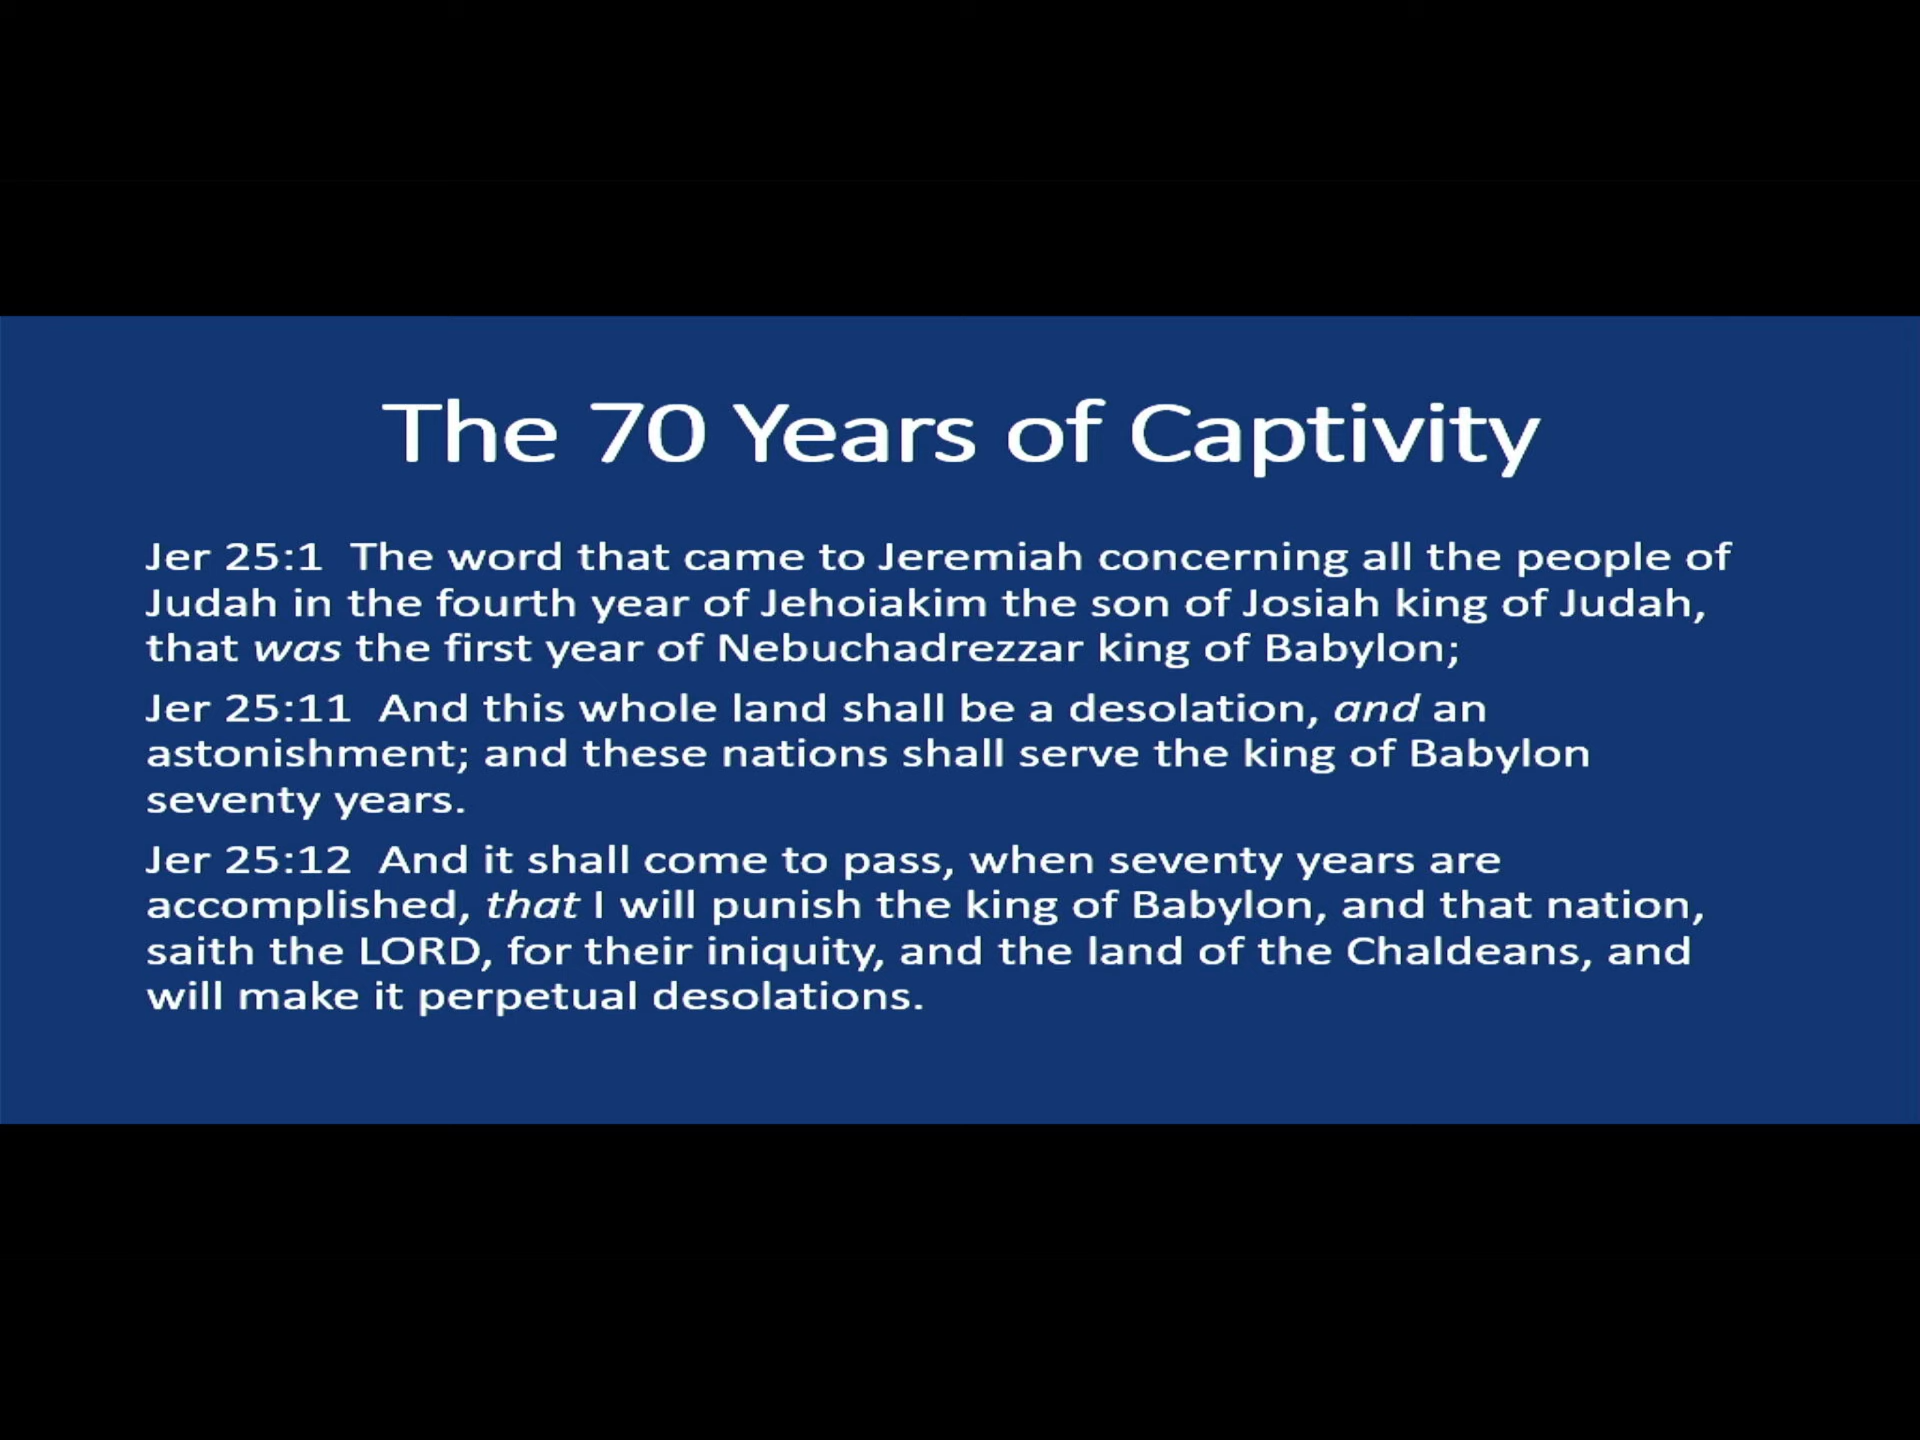 The 70 Years of Captivity
Jer 25:1 The word that came to Jeremiah concerning all the people of
Judah in the fourth year of Jehoiakim the son of Josiah king of Judah,
that was the first year of Nebuchadrezzar king of Babylon;
Jer 25:11 And this whole land shall be a desolation, and an
astonishment; and these nations shall serve the king of Babylon
seventy years.
Jer 25:12 And it shall come to pass, when seventy years are
accomplished, that I will punish the king of Babylon, and that nation,
saith the LORD, for their iniquity, and the land of the Chaldeans, and
will make it perpetual desolations.